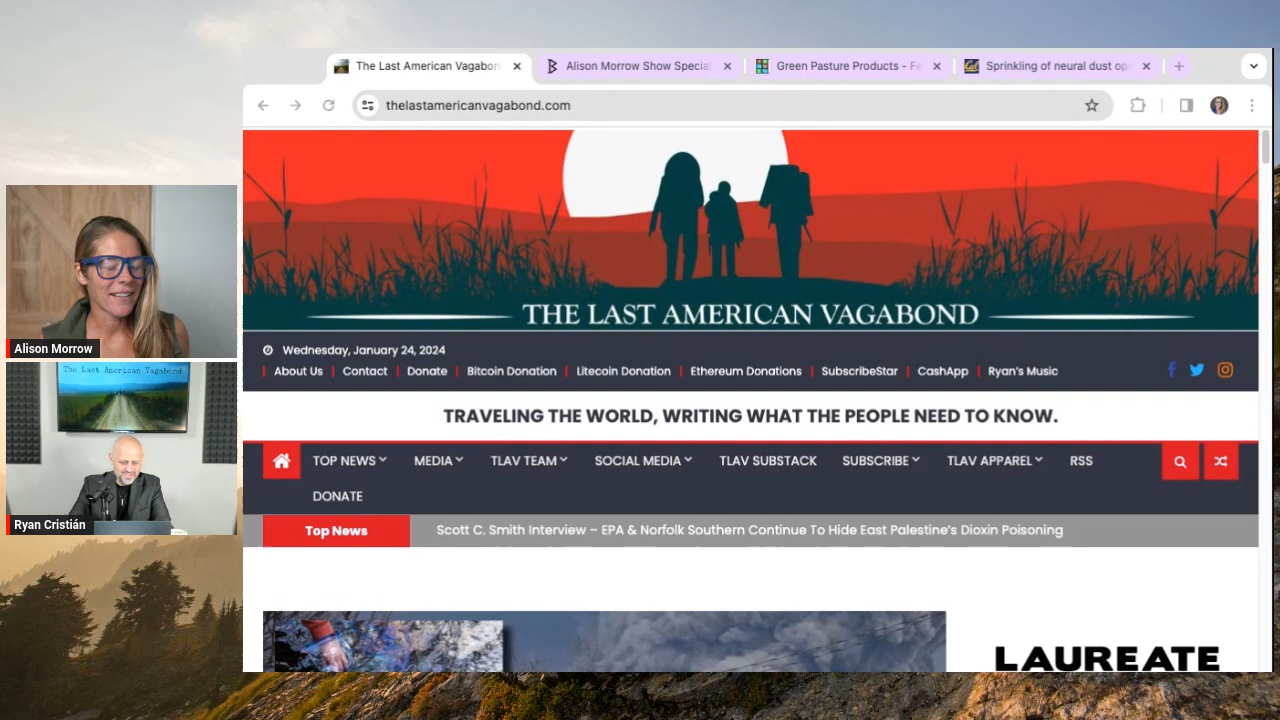 The Last American Vagabon
Alison Morrow Show Specia
Green Pasture Products - Fe
Sprinkling of neural dust op
thelastamericanvagabond.com
THE LAST AMERICAN VAGABOND
Wednesday, January 24, 2024
About Us
Contact
Donate
Bitcoin Donation
Litecoin Donation
Ethereum Donations
SubscribeStar
CashApp
Ryan's Music
TRAVELING THE WORLD, WRITING WHAT THE PEOPLE NEED TO KNOW.
TOP NEWS
MEDIA
TLAV TEAM
SOCIAL MEDIA
TLAV SUBSTACK
SUBSCRIBE
TLAV APPAREL
RSS
DONATE
Top News
Scott C. Smith Interview – EPA & Norfolk Southern Continue To Hide East Palestine's Dioxin Poisoning
LAUREATE
Alison Morrow
The Last American Vagabond
Ryan Cristián